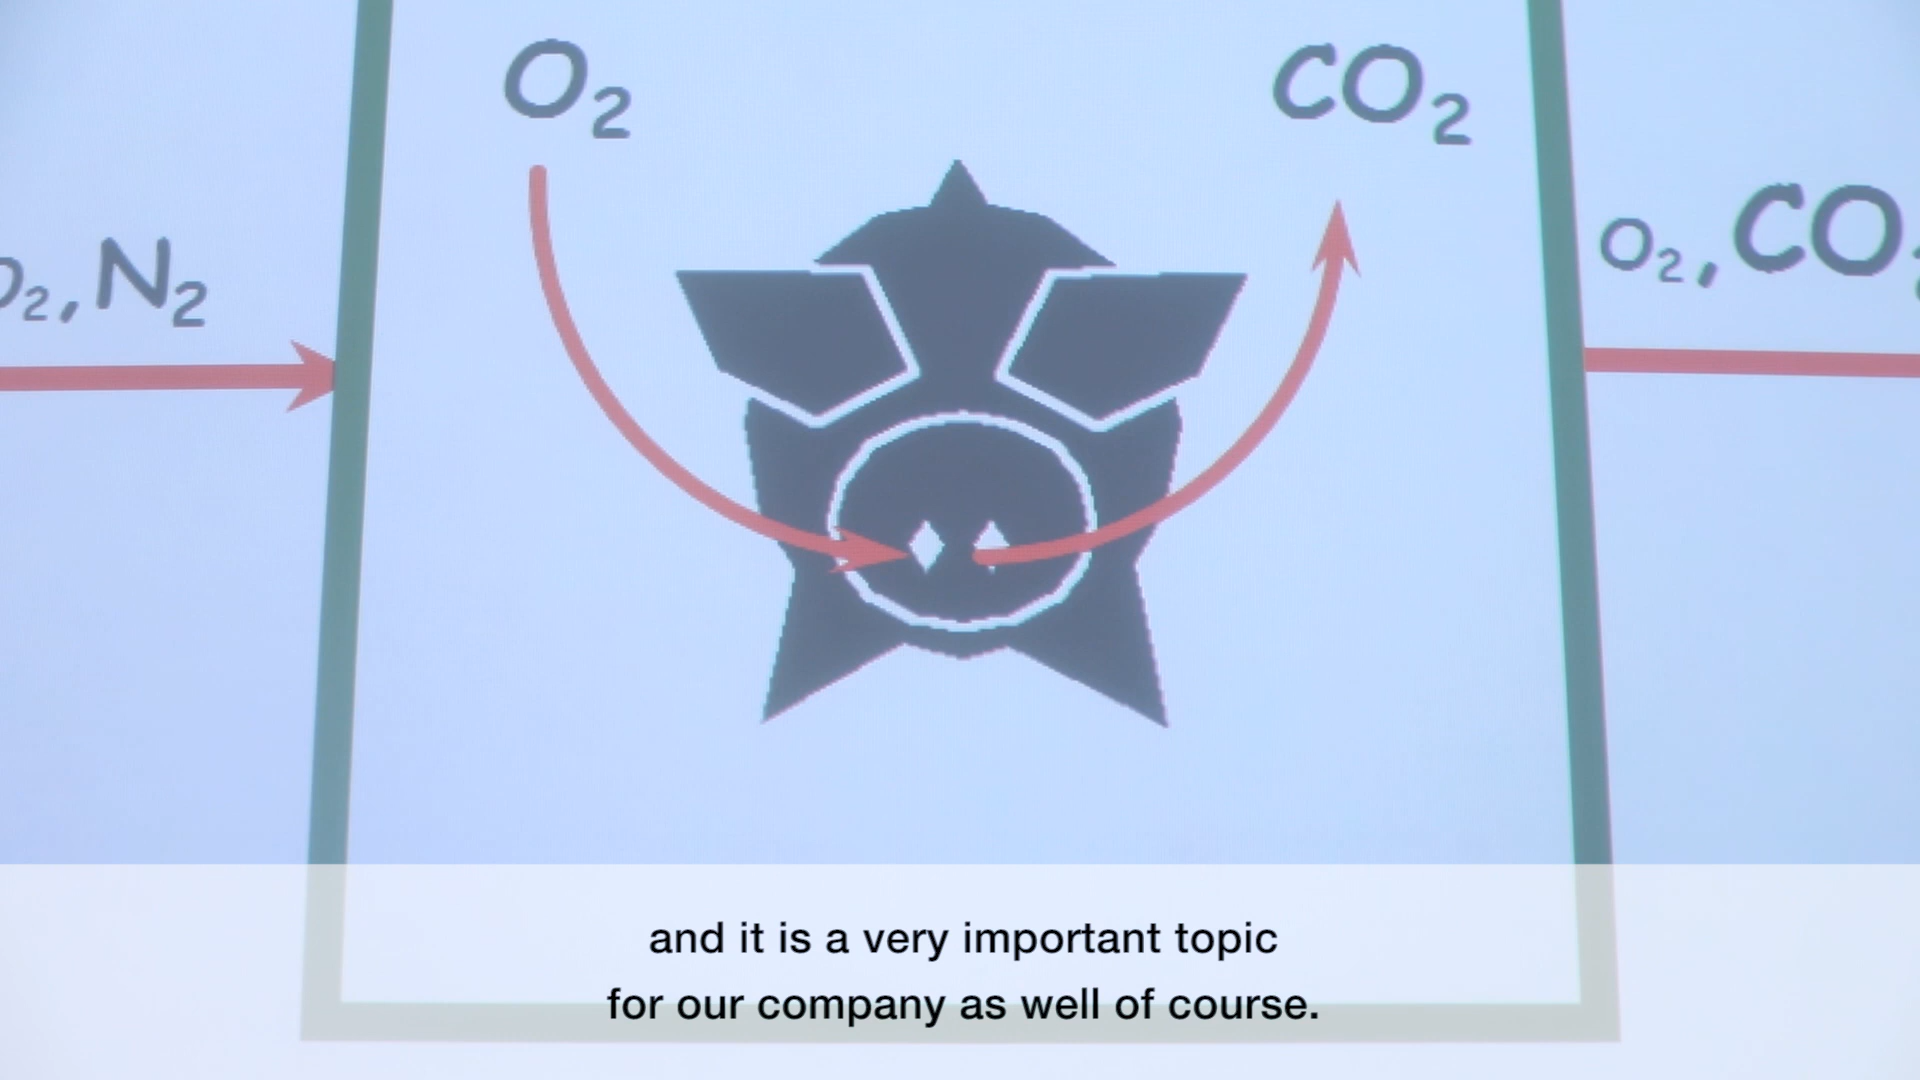 O₂
CO₂
O₂, N₂
O₂, CO₂
and it is a very important topic
for our company as well of course.